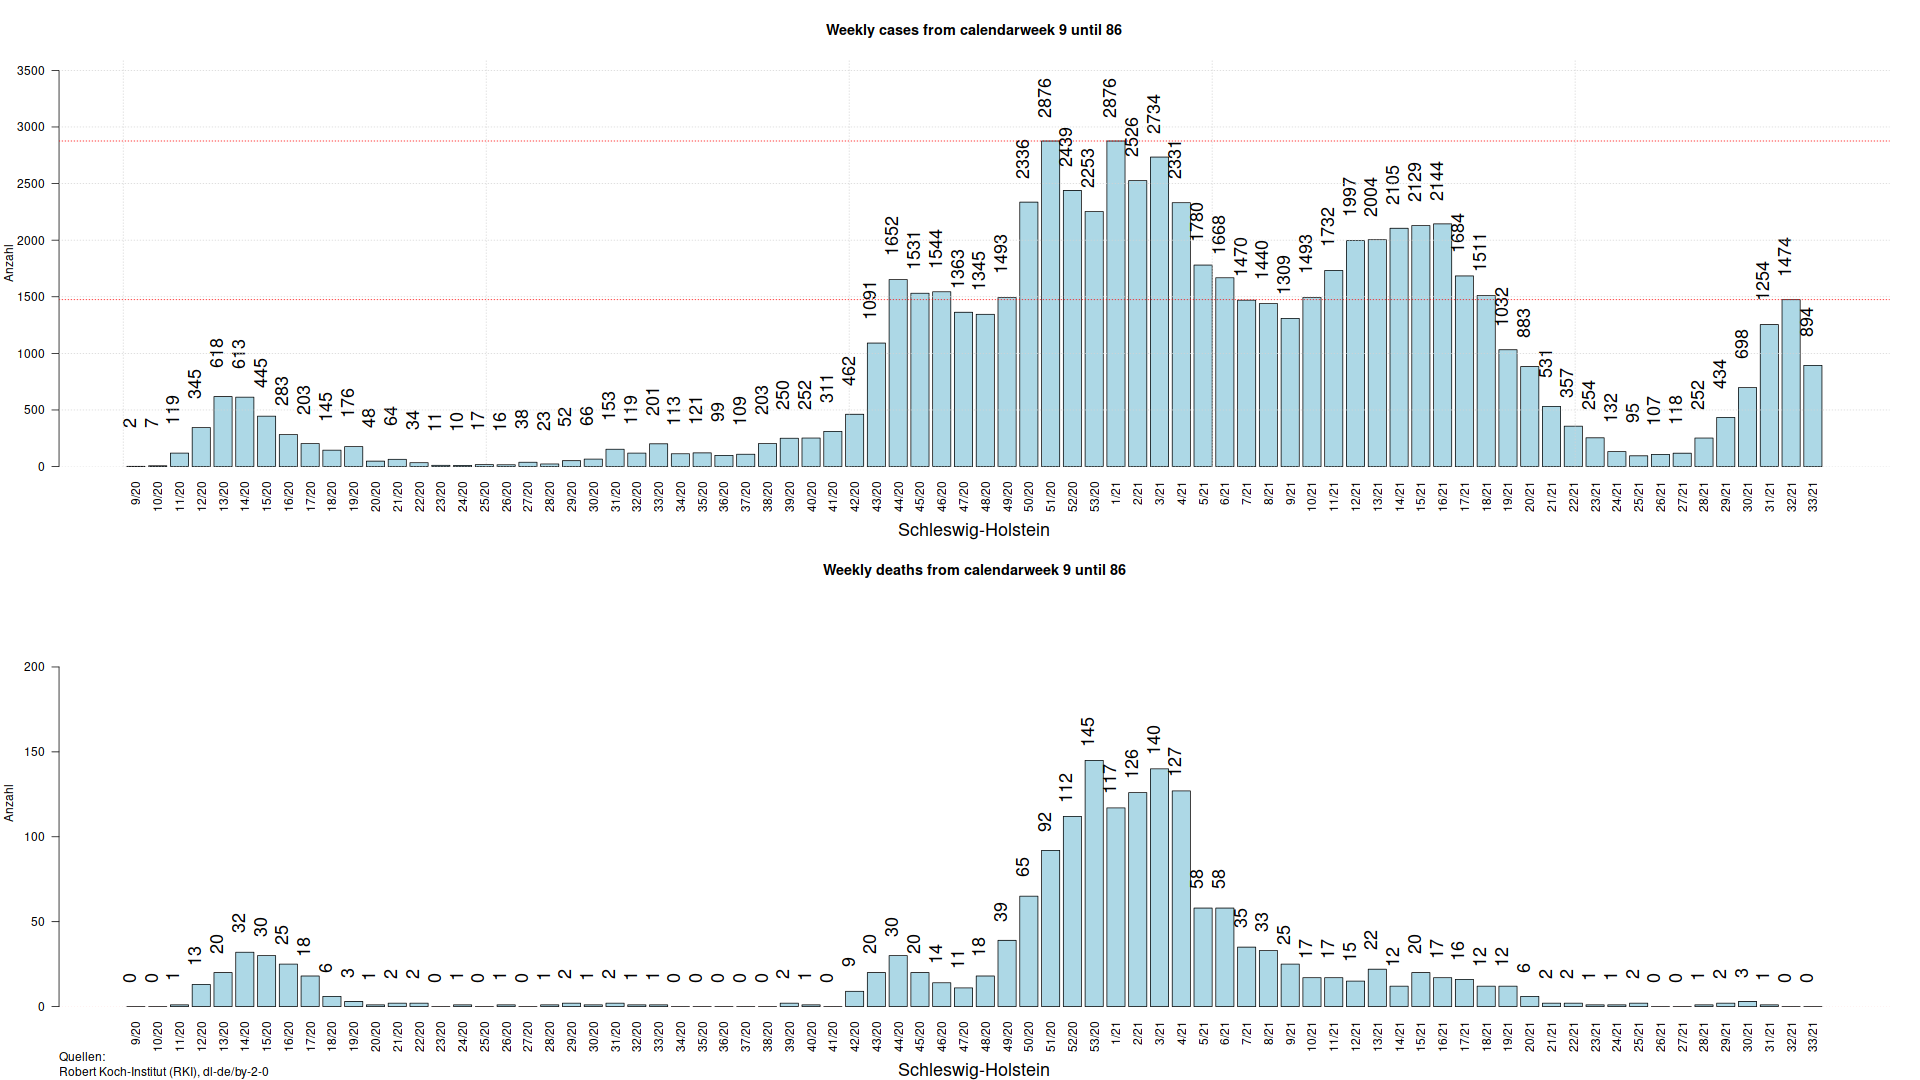 Weekly cases from calendarweek 9 until 86
Anzahl
3500
3000
2500
2000
1500
1000
500
0
2 7 119 345 618 613 445 283 203 145 176 48 64 34 11 10 17 16 38 23 52 66 153 119 201 113 121 99 109 203 250 252 311 462 1091 1652 1531 1544 1363 1345 1493 2336 2876 2439 2253 2876 2526 2734 2331 1780 1668 1470 1440 1309 1493 1732 1997 2004 2105 2129 2144 1684 1511 1032 883 531 357 254 132 95 107 118 252 434 698 1254 1474 894
9/20 10/20 11/20 12/20 13/20 14/20 15/20 16/20 17/20 18/20 19/20 20/20 21/20 22/20 23/20 24/20 25/20 26/20 27/20 28/20 29/20 30/20 31/20 32/20 33/20 34/20 35/20 36/20 37/20 38/20 39/20 40/20 41/20 42/20 43/20 44/20 45/20 46/20 47/20 48/20 49/20 50/20 51/20 52/20 53/20 1/21 2/21 3/21 4/21 5/21 6/21 7/21 8/21 9/21 10/21 11/21 12/21 13/21 14/21 15/21 16/21 17/21 18/21 19/21 20/21 21/21 22/21 23/21 24/21 25/21 26/21 27/21 28/21 29/21 30/21 31/21 32/21 33/21
Schleswig-Holstein
Weekly deaths from calendarweek 9 until 86
Anzahl
200
150
100
50
0
0 0 1 13 20 32 30 25 18 6 3 1 2 2 0 1 0 1 0 1 2 1 2 1 1 0 0 0 0 0 2 1 0 9 20 30 20 14 11 18 39 65 92 112 145 117 126 140 127 58 58 35 33 25 17 17 15 22 12 20 17 16 12 12 6 2 2 1 1 2 0 0 1 2 3 1 0 0
9/20 10/20 11/20 12/20 13/20 14/20 15/20 16/20 17/20 18/20 19/20 20/20 21/20 22/20 23/20 24/20 25/20 26/20 27/20 28/20 29/20 30/20 31/20 32/20 33/20 34/20 35/20 36/20 37/20 38/20 39/20 40/20 41/20 42/20 43/20 44/20 45/20 46/20 47/20 48/20 49/20 50/20 51/20 52/20 53/20 1/21 2/21 3/21 4/21 5/21 6/21 7/21 8/21 9/21 10/21 11/21 12/21 13/21 14/21 15/21 16/21 17/21 18/21 19/21 20/21 21/21 22/21 23/21 24/21 25/21 26/21 27/21 28/21 29/21 30/21 31/21 32/21 33/21
Schleswig-Holstein
Quellen:
Robert Koch-Institut (RKI), dl-de/by-2-0